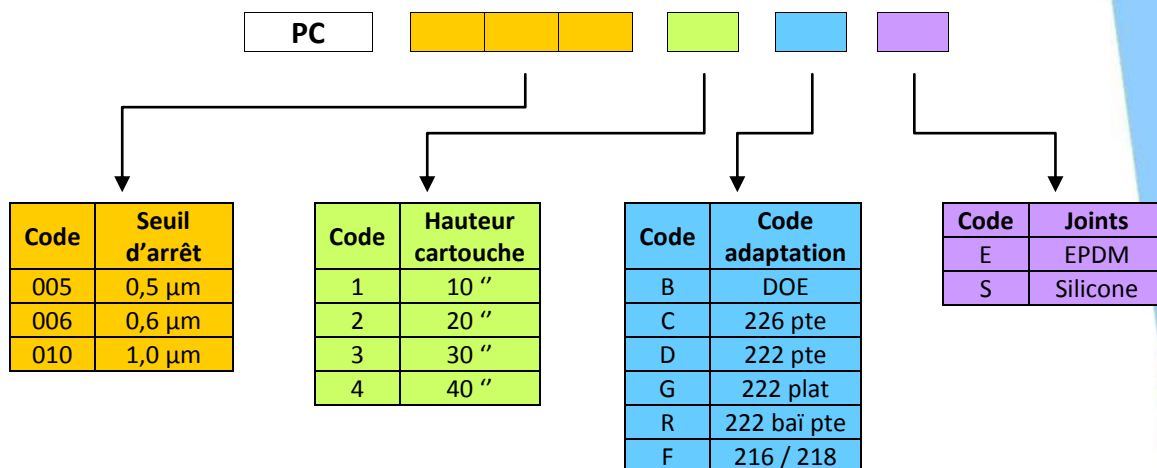 PC
Code Seuil d’arrêt
005 0,5 µm
006 0,6 µm
010 1,0 µm
Code Hauteur cartouche
1 10 ‘’
2 20 ‘’
3 30 ‘’
4 40 ‘’
Code Code adaptation
B DOE
C 226 pte
D 222 pte
G 222 plat
R 222 baï pte
F 216 / 218
Code Joints
E EPDM
S Silicone